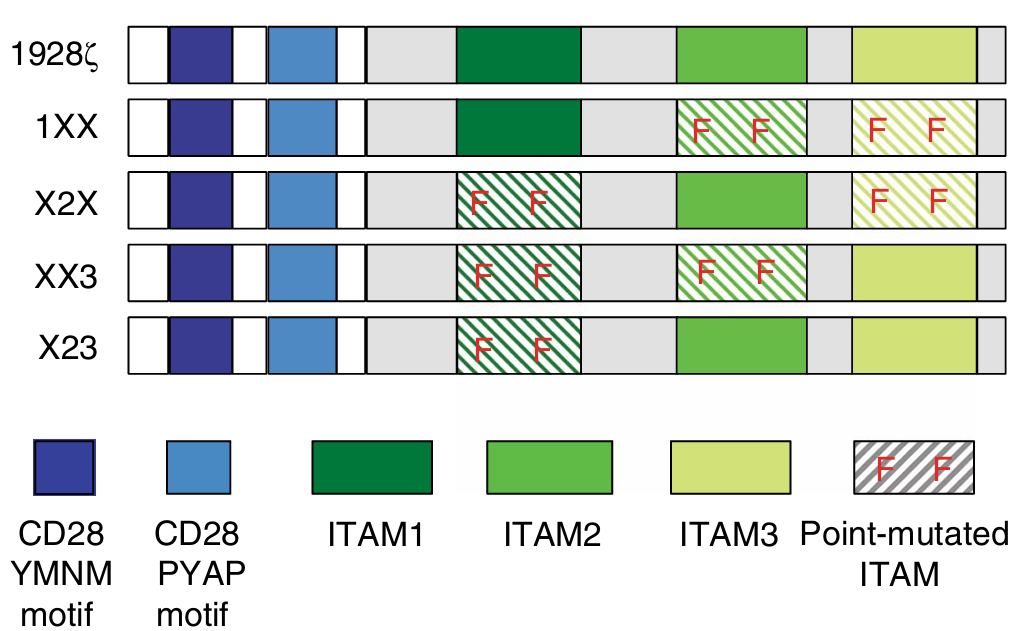 1928ζ
1XX F F F F
X2X F F F F
XX3 F F F F
X23 F F
F F
CD28 YMNM motif
CD28 PYAP motif
ITAM1
ITAM2
ITAM3
Point-mutated ITAM